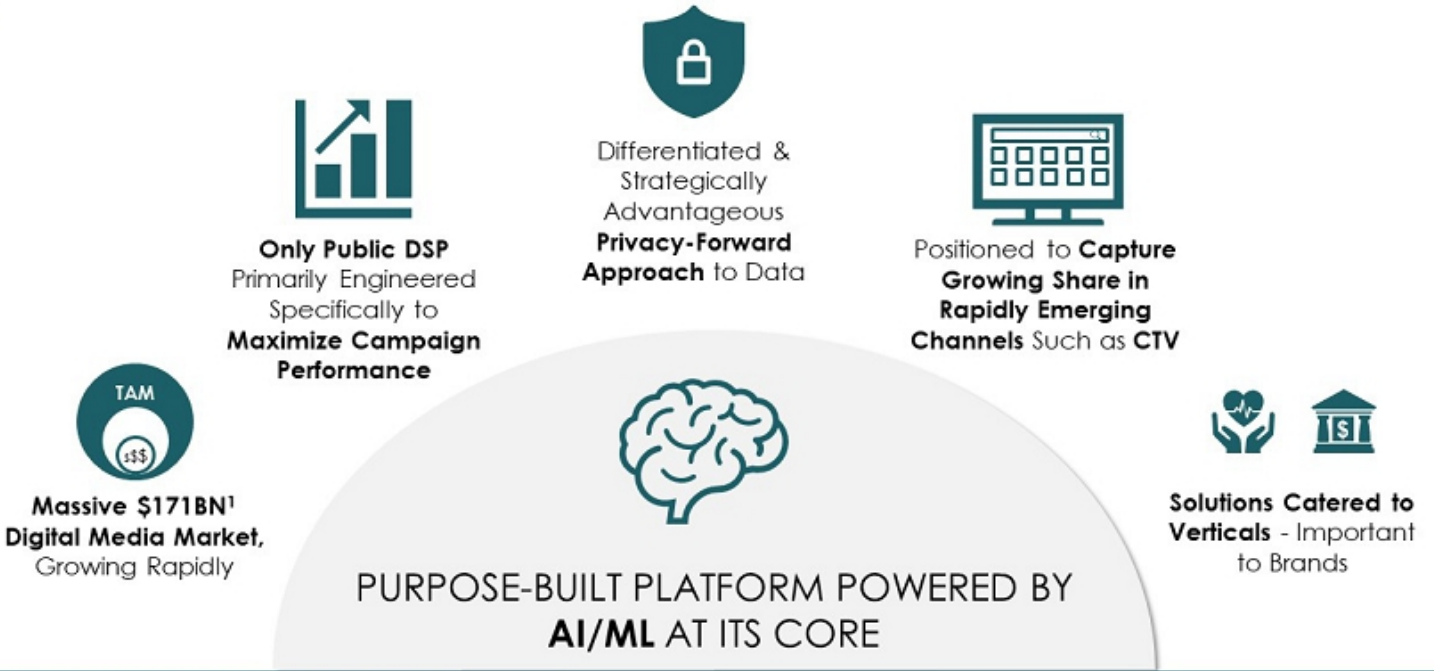 TAM
$$$
Massive $171BN¹
Digital Media Market,
Growing Rapidly
Only Public DSP
Primarily Engineered
Specifically to
Maximize Campaign
Performance
Differentiated &
Strategically
Advantageous
Privacy-Forward
Approach to Data
Positioned to Capture
Growing Share in
Rapidly Emerging
Channels Such as CTV
$
Solutions Catered to
Verticals - Important
to Brands
PURPOSE-BUILT PLATFORM POWERED BY
AI/ML AT ITS CORE